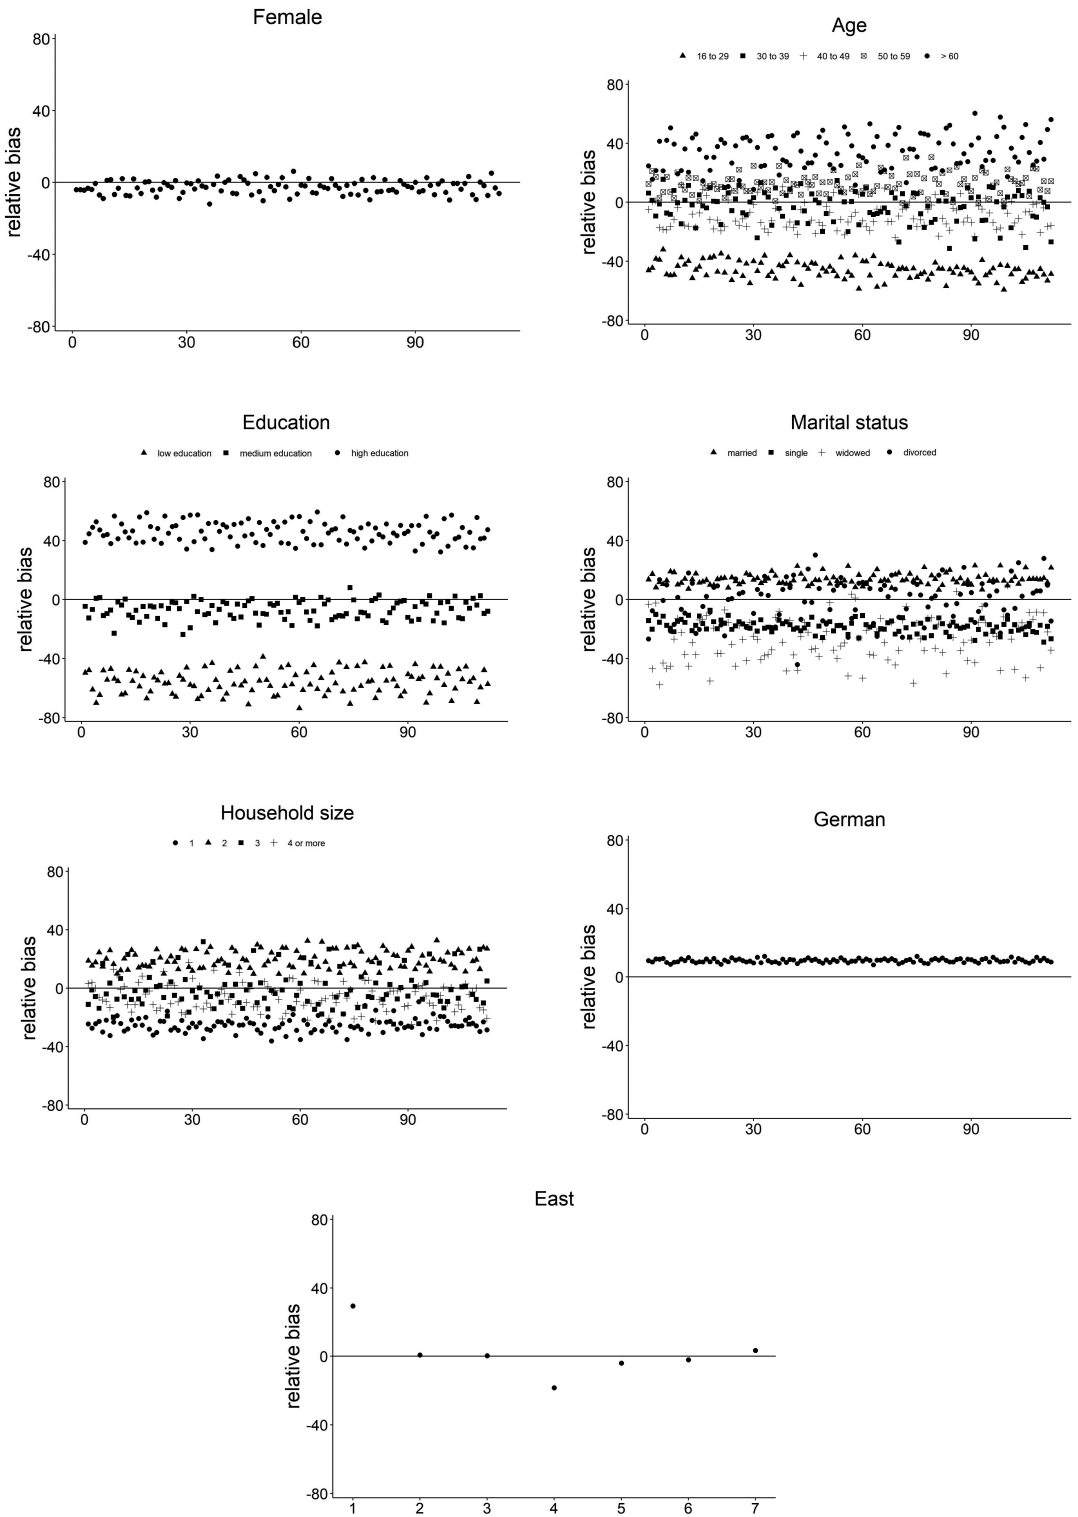 Female
80
40
0
-40
-80
relative bias
0 30 60 90
Age
16 to 29 30 to 39 40 to 49 50 to 59 > 60
80
40
0
-40
-80
relative bias
0 30 60 90
Education
low education medium education high education
80
40
0
-40
-80
relative bias
0 30 60 90
Marital status
married single widowed divorced
80
40
0
-40
-80
relative bias
0 30 60 90
Household size
1 2 3 4 or more
80
40
0
-40
-80
relative bias
0 30 60 90
German
80
40
0
-40
-80
relative bias
0 30 60 90
East
80
40
0
-40
-80
relative bias
1 2 3 4 5 6 7